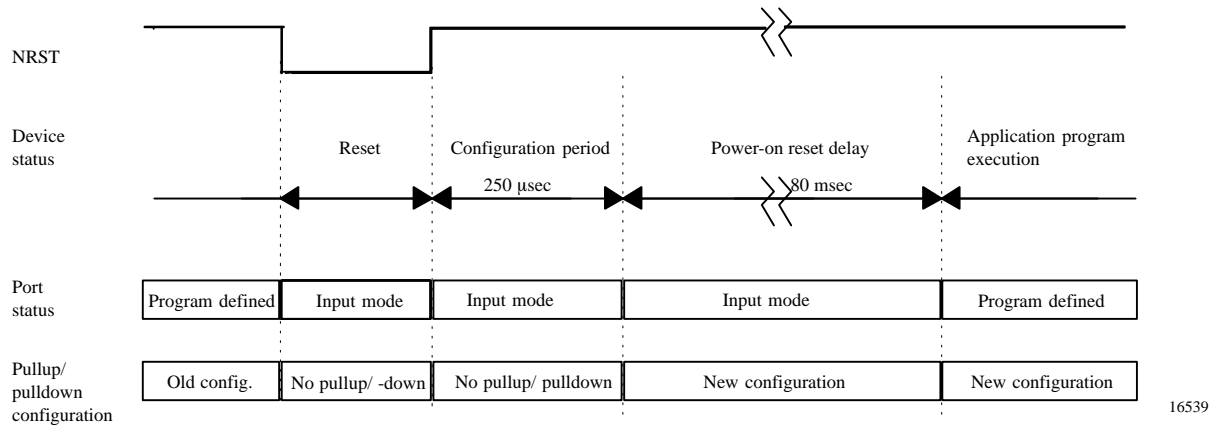 NRST
Device
status
Reset
Configuration period
Power-on reset delay
Application program
execution
250 μsec
80 msec
Port
status
Program defined
Input mode
Input mode
Input mode
Program defined
Pullup/
pulldown
configuration
Old config.
No pullup/ -down
No pullup/ pulldown
New configuration
New configuration
16539